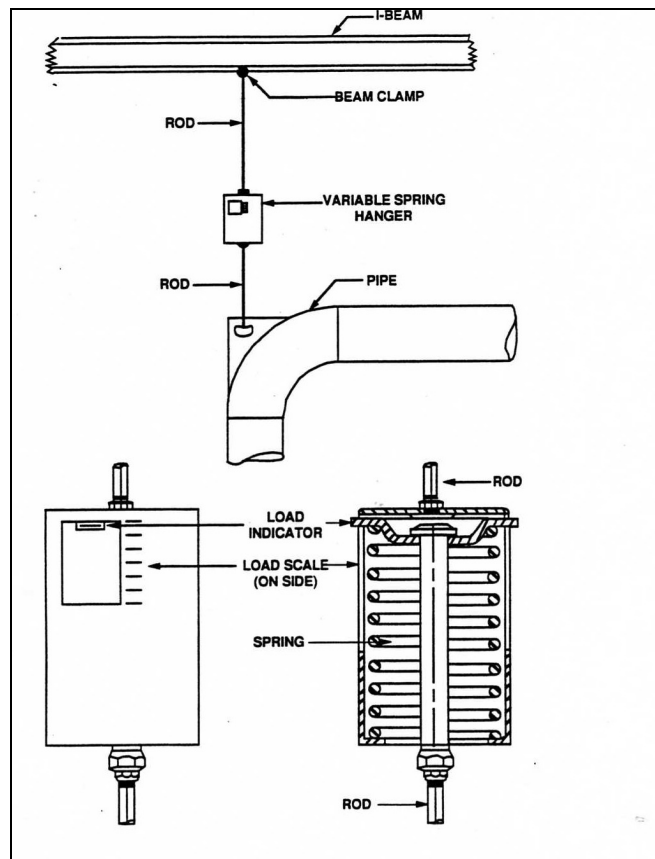 I-BEAM
BEAM CLAMP
ROD
VARIABLE SPRING
HANGER
ROD
PIPE
ROD
LOAD
INDICATOR
LOAD SCALE
(ON SIDE)
SPRING
ROD